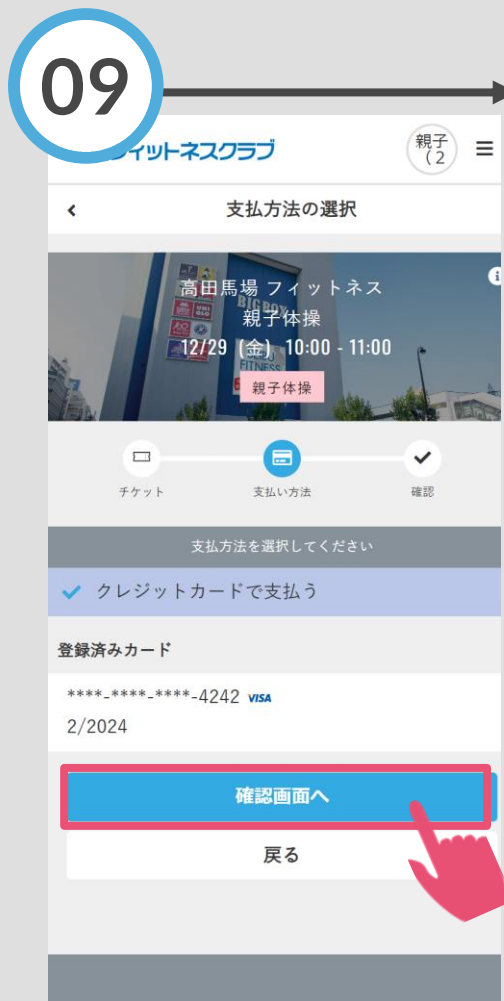 09
フィットネスクラブ
親子
(2
支払方法の選択
高田馬場 フィットネス
BIGBOX
親子体操
12/29 (金) 10:00 - 11:00
FITNESS
親子体操
チケット
支払い方法
確認
支払方法を選択してください
クレジットカードで支払う
登録済みカード
****-****-****-4242 VISA
2/2024
確認画面へ
戻る